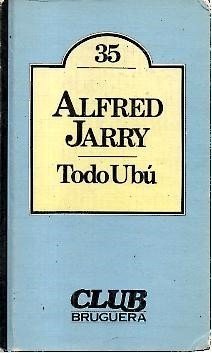 35
ALFRED
JARRY
Todo Ubú
CLUB
BRUGUERA